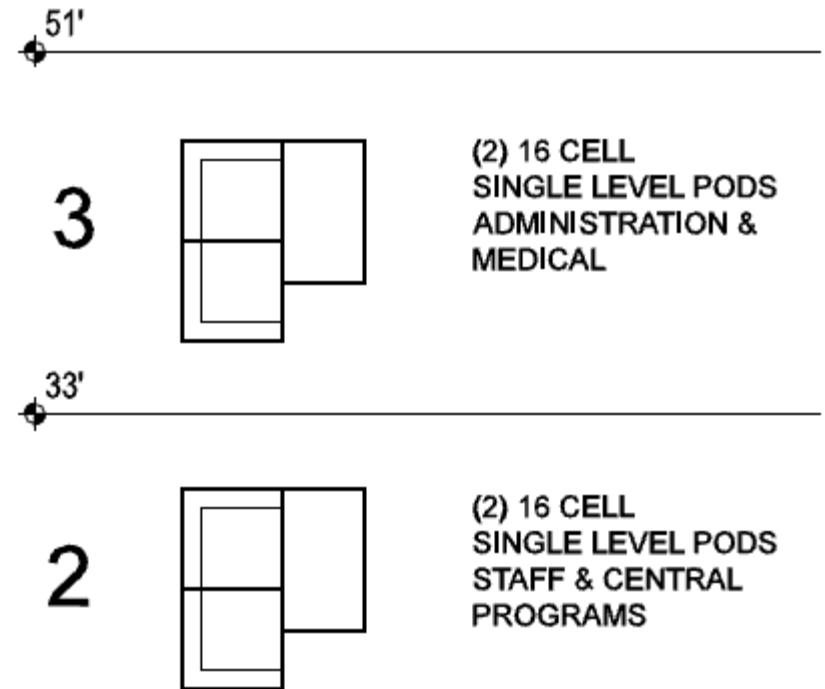 51'
3
(2) 16 CELL
SINGLE LEVEL PODS
ADMINISTRATION &
MEDICAL
33'
2
(2) 16 CELL
SINGLE LEVEL PODS
STAFF & CENTRAL
PROGRAMS